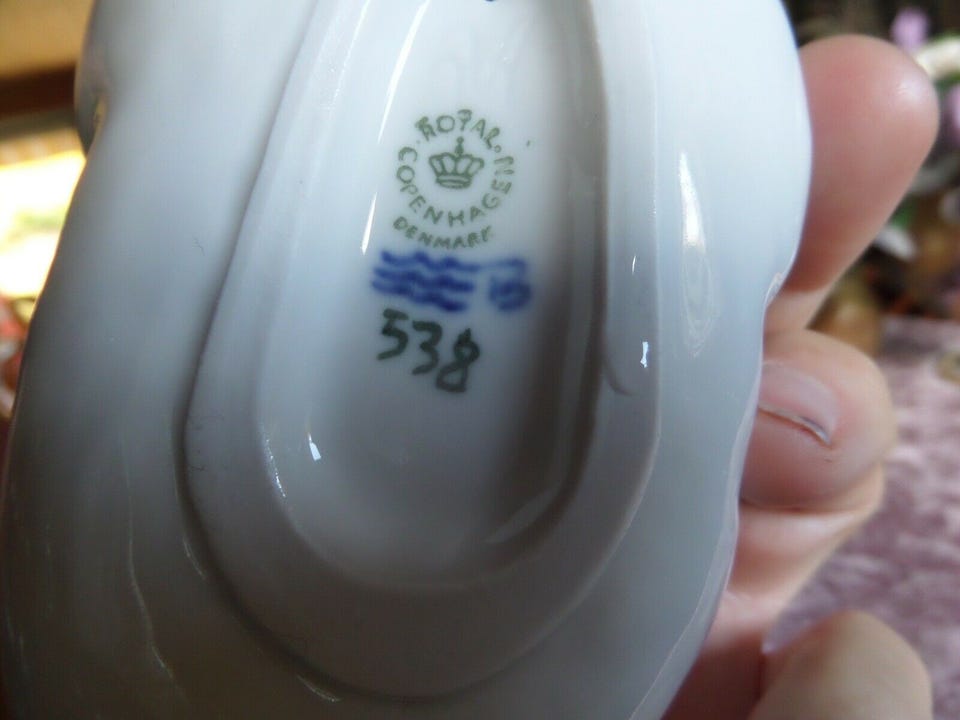 ROYAL
COPENHAGEN
DENMARK
538